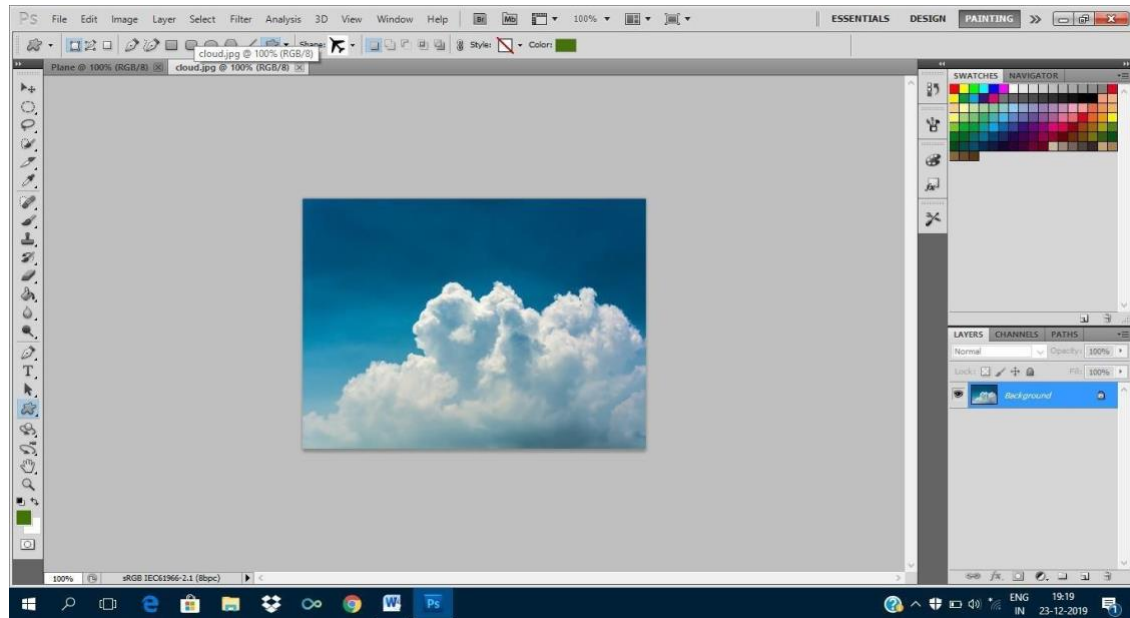 Ps File Edit Image Layer Select Filter Analysis 3D View Window Help Br Mb 100% ESSENTIALS DESIGN PAINTING
Shape: Style: Color:
cloud.jpg @ 100% (RGB/8)
Plane @ 100% (RGB/8) cloud.jpg @ 100% (RGB/8)
SWATCHES NAVIGATOR
LAYERS CHANNELS PATHS
Normal Opacity: 100%
Lock: Fill: 100%
Background
100% sRGB IEC61966-2.1 (8bpc)
W Ps ENG 19:19
IN 23-12-2019